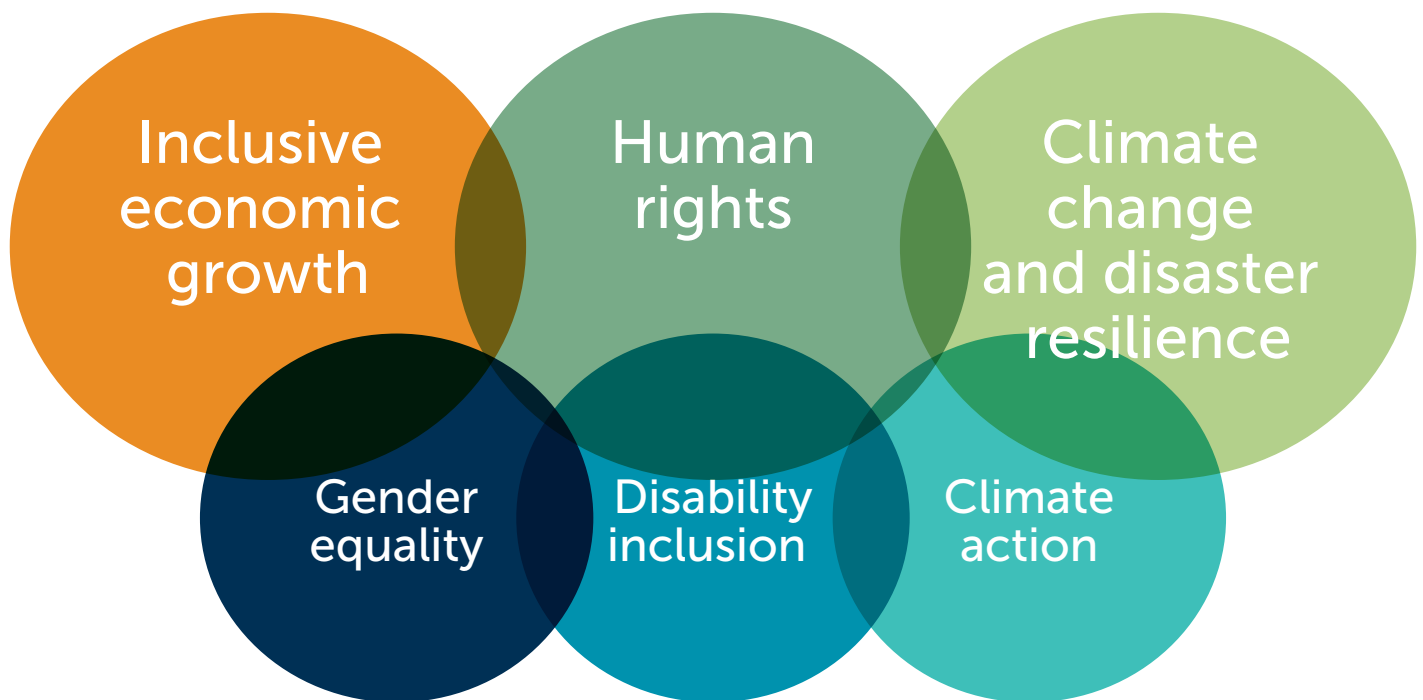 Inclusive
economic
growth
Human
rights
Climate
change
and disaster
resilience
Gender
equality
Disability
inclusion
Climate
action